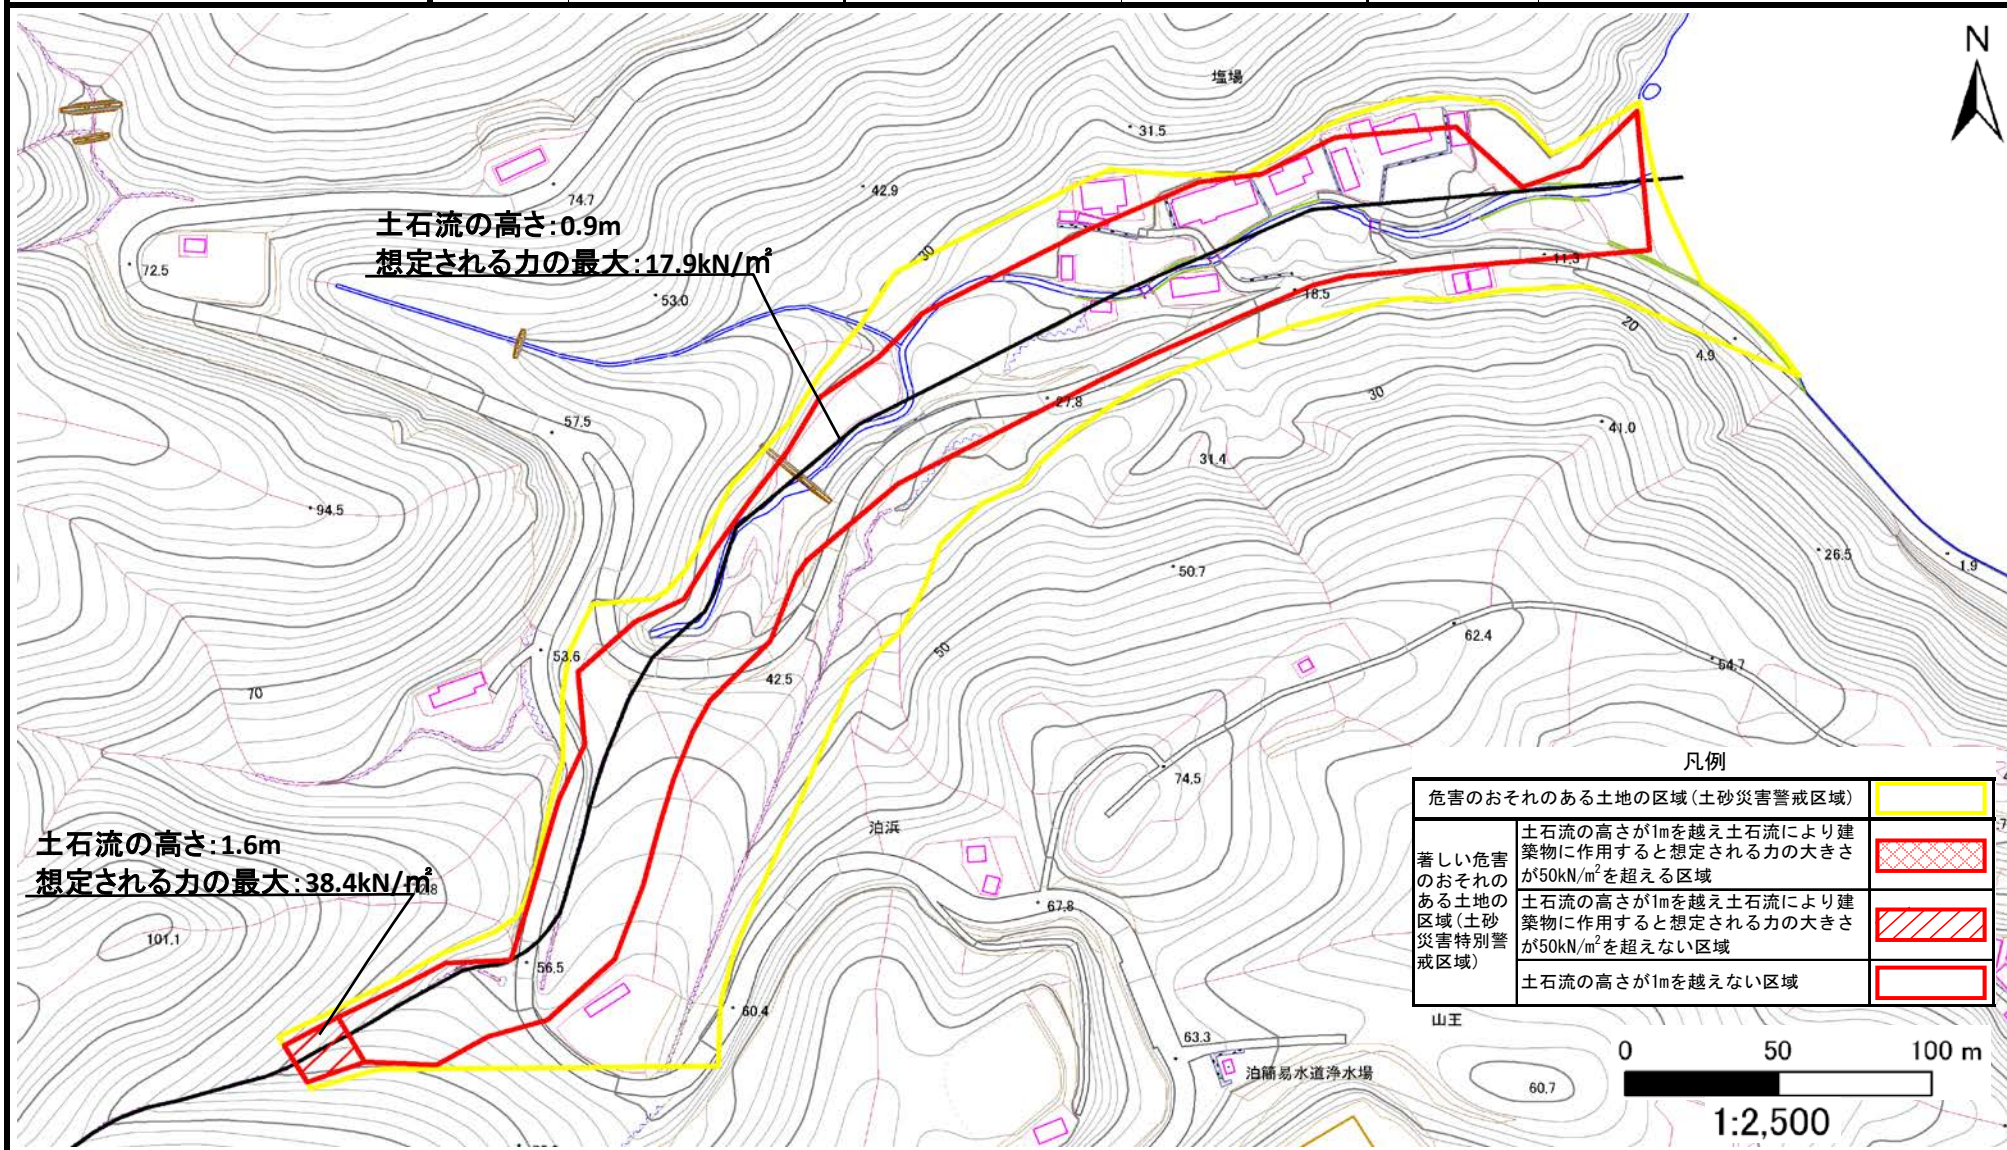 N
塩場
31.5
42.9
74.7
土石流の高さ:0.9m
想定される力の最大:17.9kN/㎡
72.5
53.0
30
11.3
18.5
20
4.9
57.5
27.8
30
41.0
31.4
94.5
26.5
1.9
50.7
62.4
53.6
50
54.7
42.5
70
74.5
凡例
危害のおそれのある土地の区域(土砂災害警戒区域)
著しい危害
のおそれの
ある土地の
区域(土砂
災害特別警
戒区域)
土石流の高さが1mを越え土石流により建
築物に作用すると想定される力の大きさ
が50kN/m²を超える区域
土石流の高さが1mを越え土石流により建
築物に作用すると想定される力の大きさ
が50kN/m²を超えない区域
土石流の高さが1mを越えない区域
泊浜
土石流の高さ:1.6m
想定される力の最大:38.4kN/㎡
67.8
101.1
56.5
60.4
山王
63.3
泊簡易水道浄水場
60.7
0 50 100 m
1:2,500